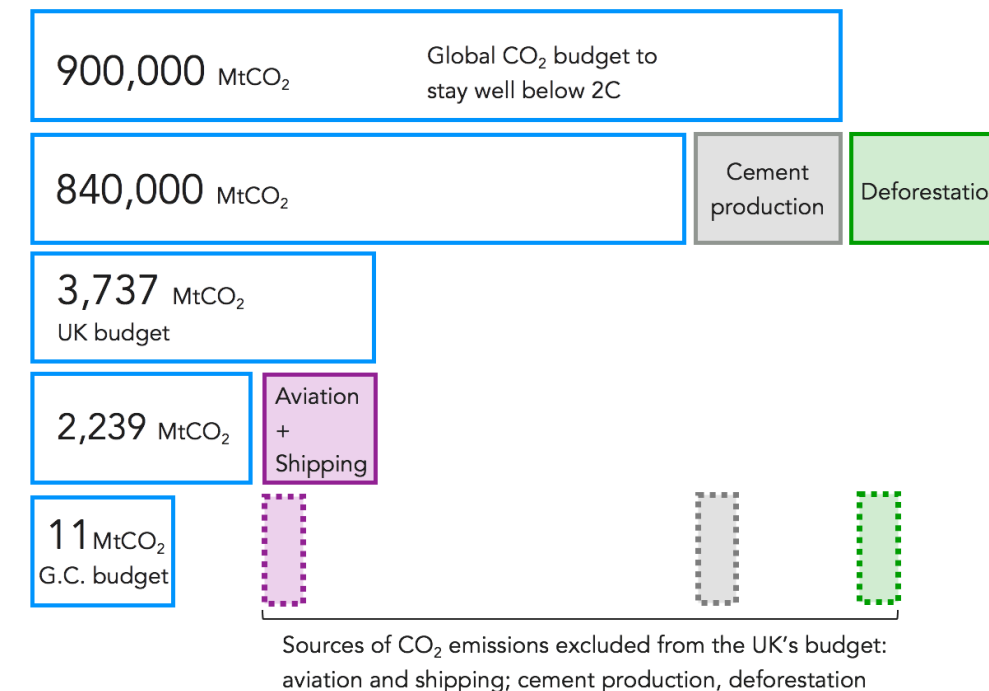 900,000 MtCO₂
Global CO₂ budget to
stay well below 2C
840,000 MtCO₂
Cement
production
Deforestatio
3,737 MtCO₂
UK budget
2,239 MtCO₂
Aviation
+
Shipping
11 MtCO₂
G.C. budget
Sources of CO₂ emissions excluded from the UK's budget:
aviation and shipping; cement production, deforestation